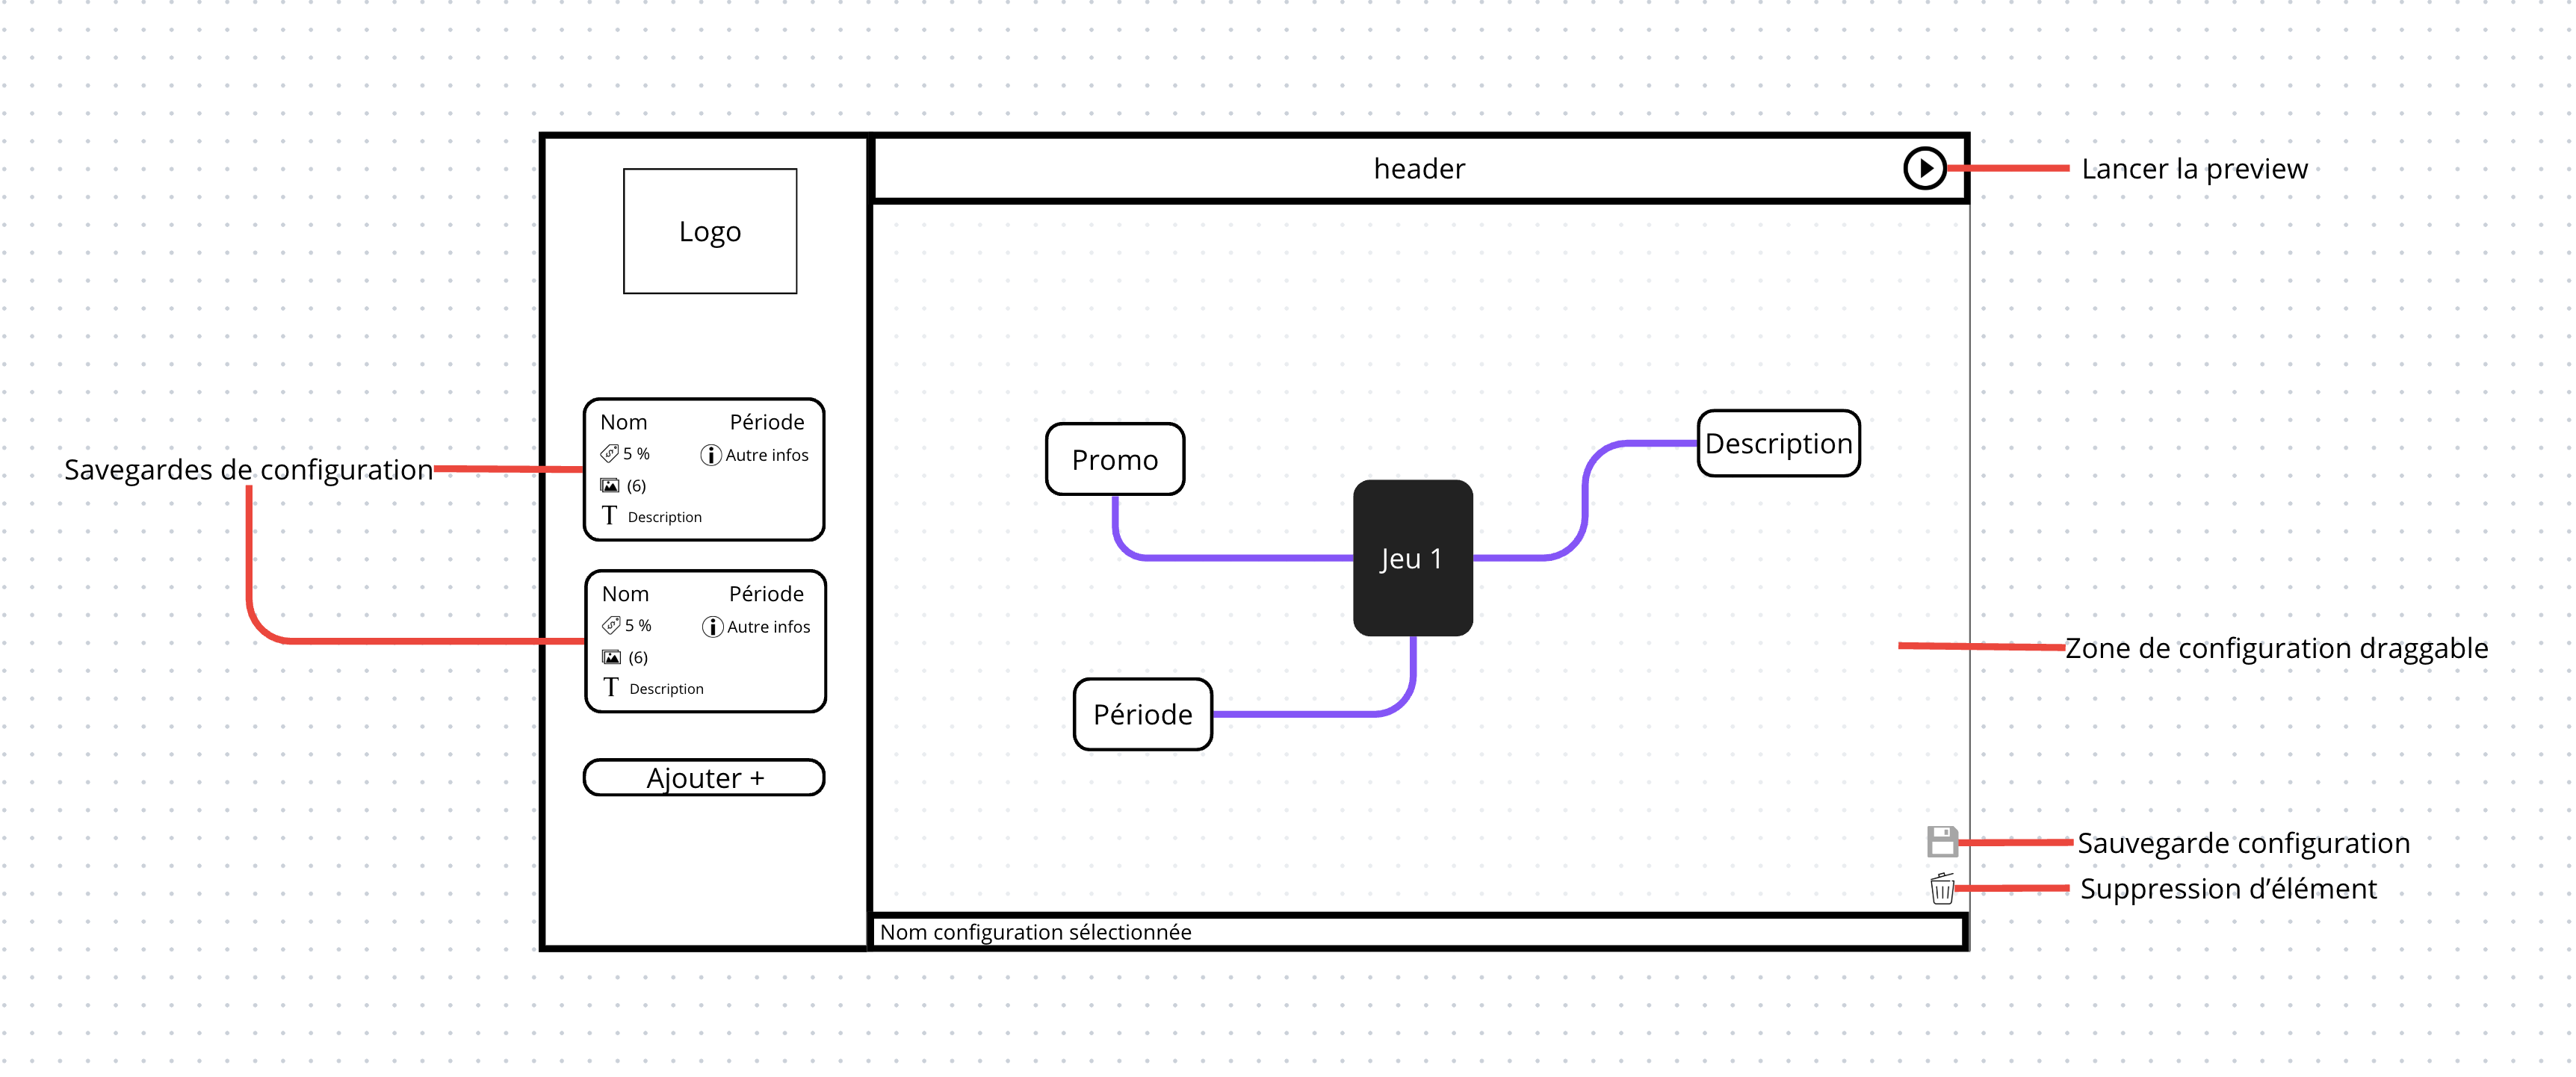 header
Lancer la preview
Logo
Nom Période
5 % Autre infos
(6)
T Description
Savegardes de configuration
Nom Période
5 % Autre infos
(6)
T Description
Ajouter +
Promo
Description
Jeu 1
Période
Zone de configuration draggable
Sauvegarde configuration
Suppression d’élément
Nom configuration sélectionnée